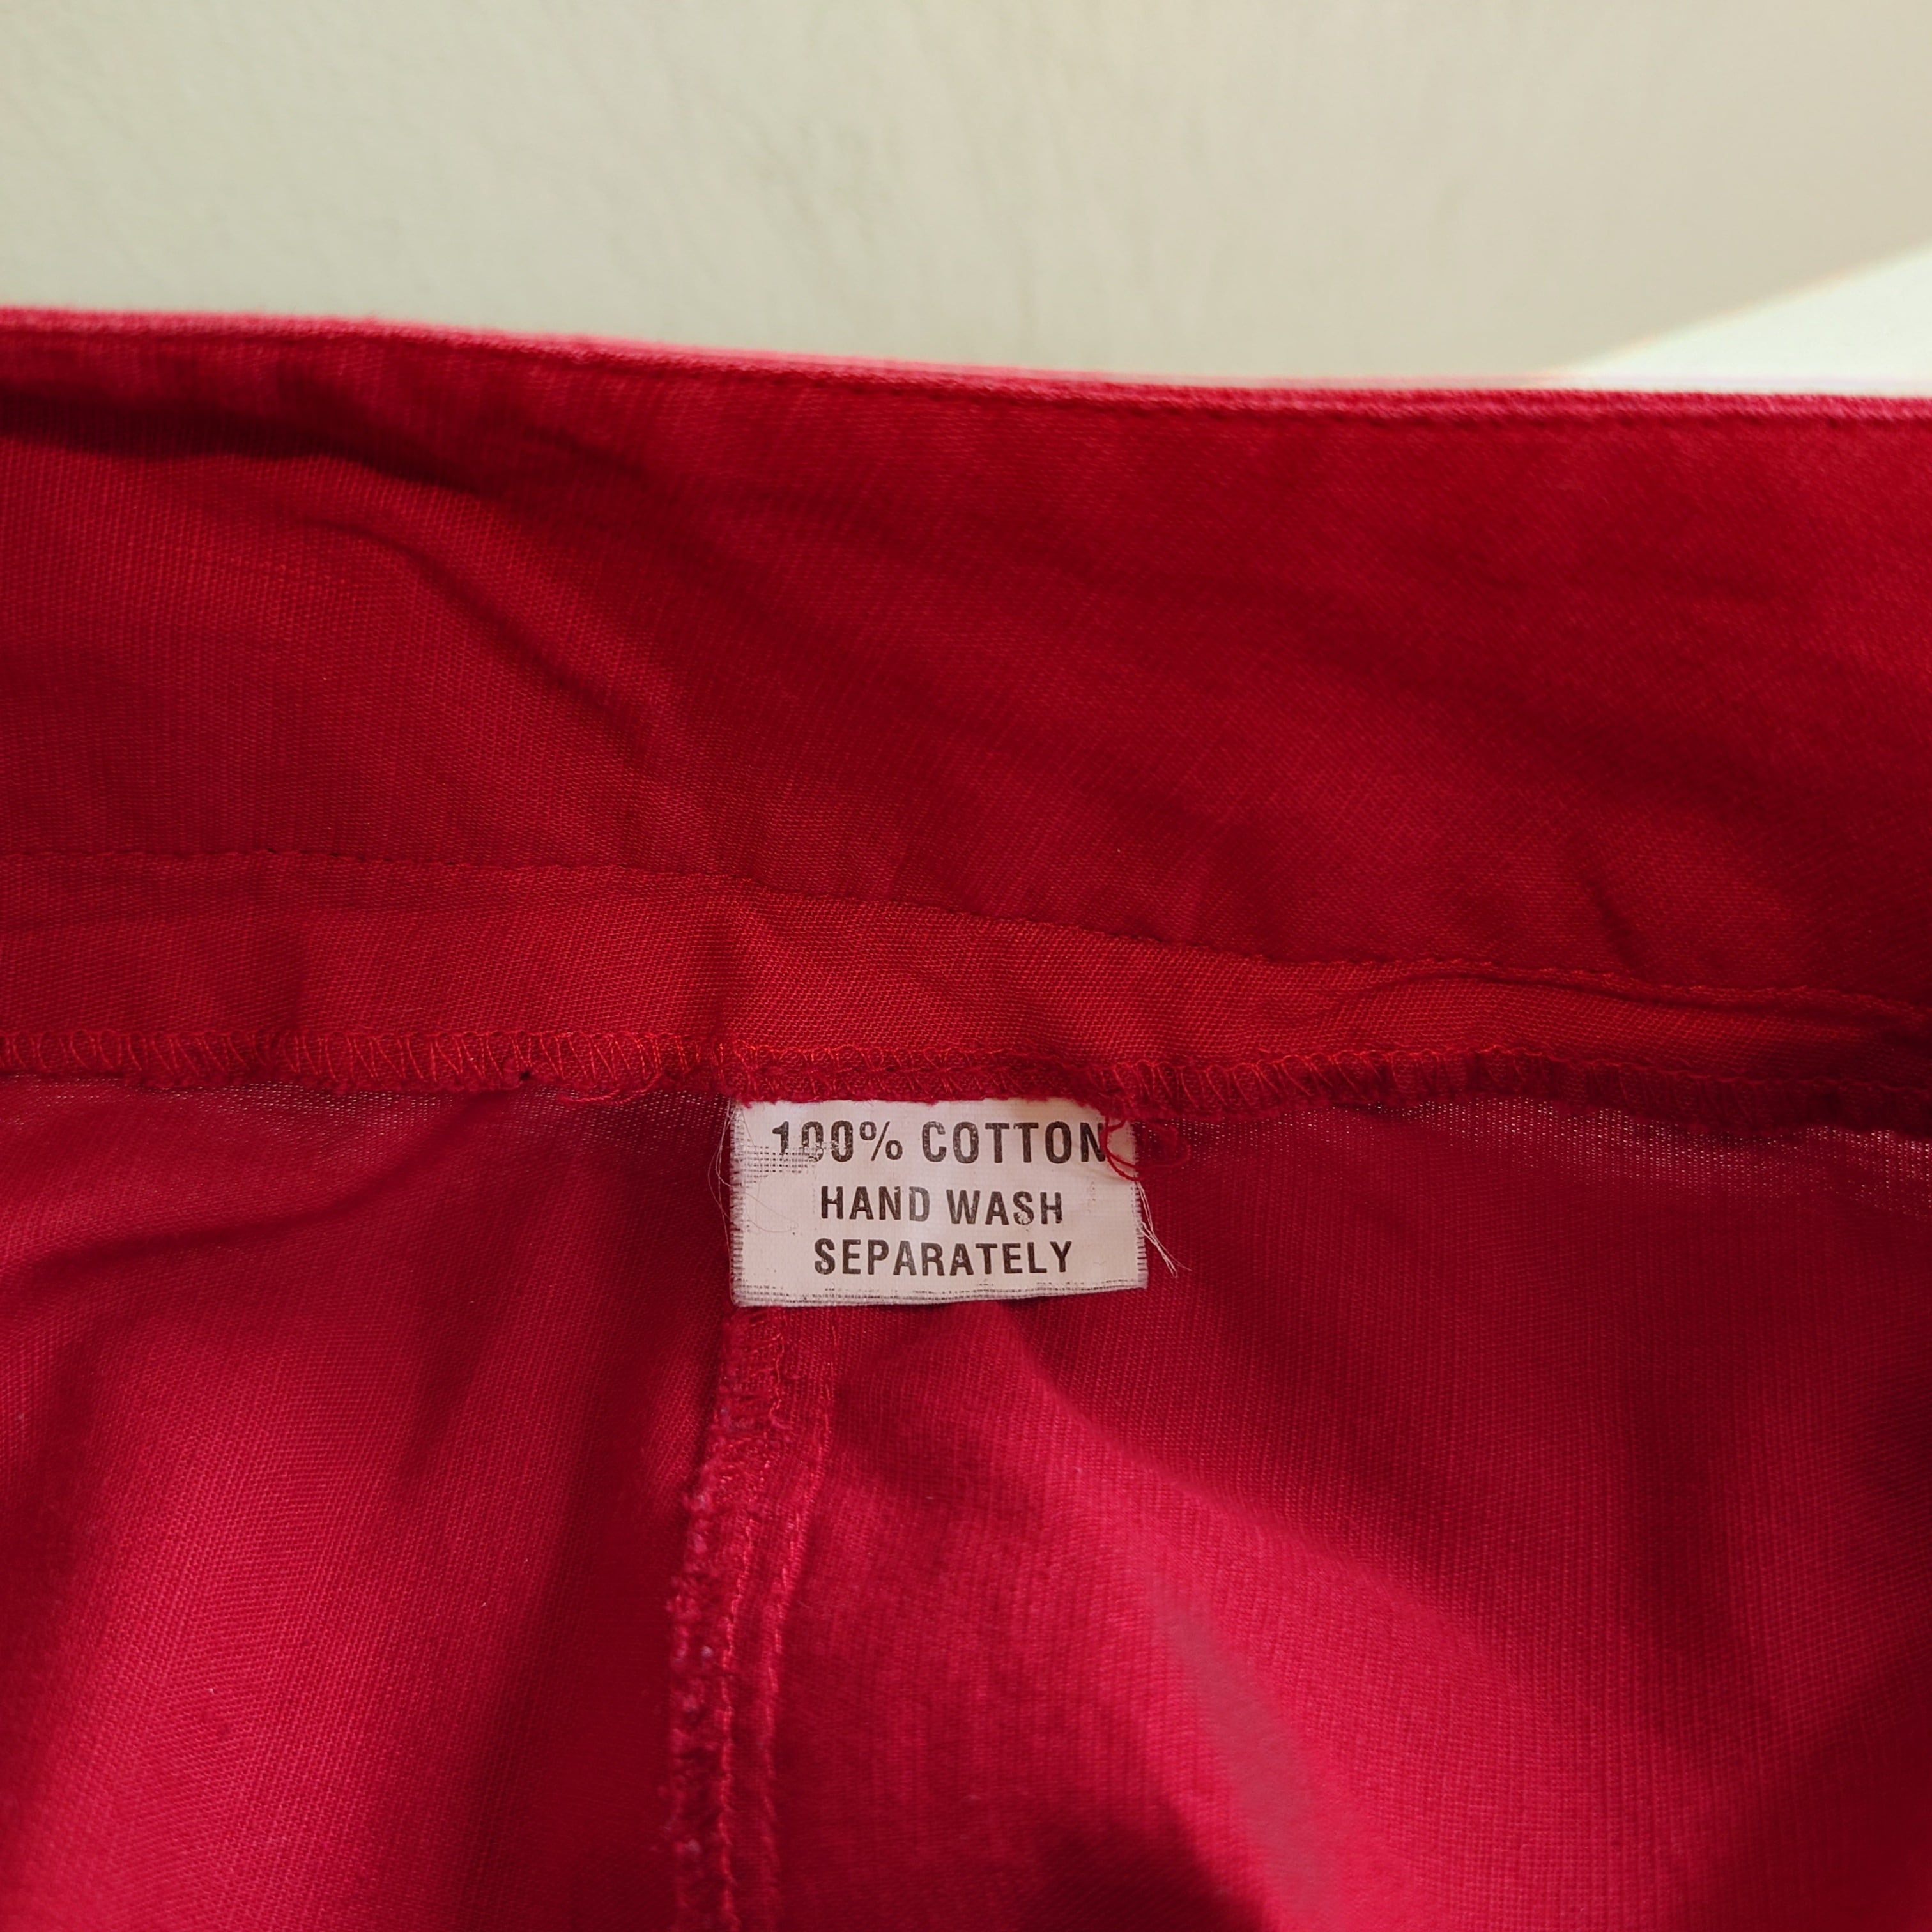 100% COTTON
HAND WASH
SEPARATELY